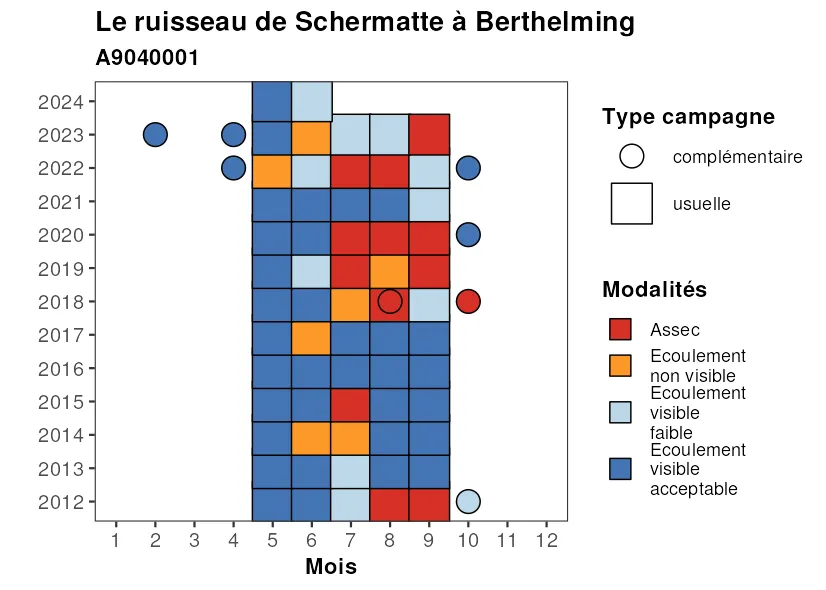 Le ruisseau de Schermatte à Berthelming
A9040001
2024
2023
2022
2021
2020
2019
2018
2017
2016
2015
2014
2013
2012
1 2 3 4 5 6 7 8 9 10 11 12
Mois
Type campagne
complémentaire
usuelle
Modalités
Assec
Ecoulement
non visible
Ecoulement
visible
faible
Ecoulement
visible
acceptable